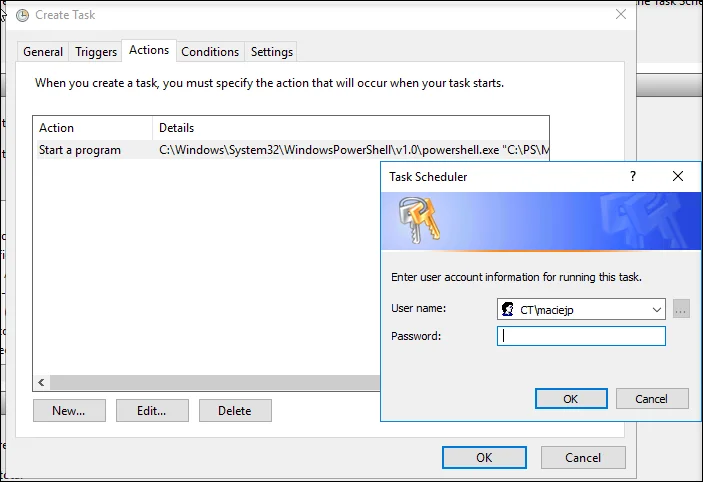 Create Task
General Triggers Actions Conditions Settings
When you create a task, you must specify the action that will occur when your task starts.
Action Details
Start a program C:\Windows\System32\WindowsPowerShell\v1.0\powershell.exe "C:\PS\M
Task Scheduler ?
Enter user account information for running this task.
User name: CT\maciejp ...
Password:
OK Cancel
New... Edit... Delete
OK Cancel